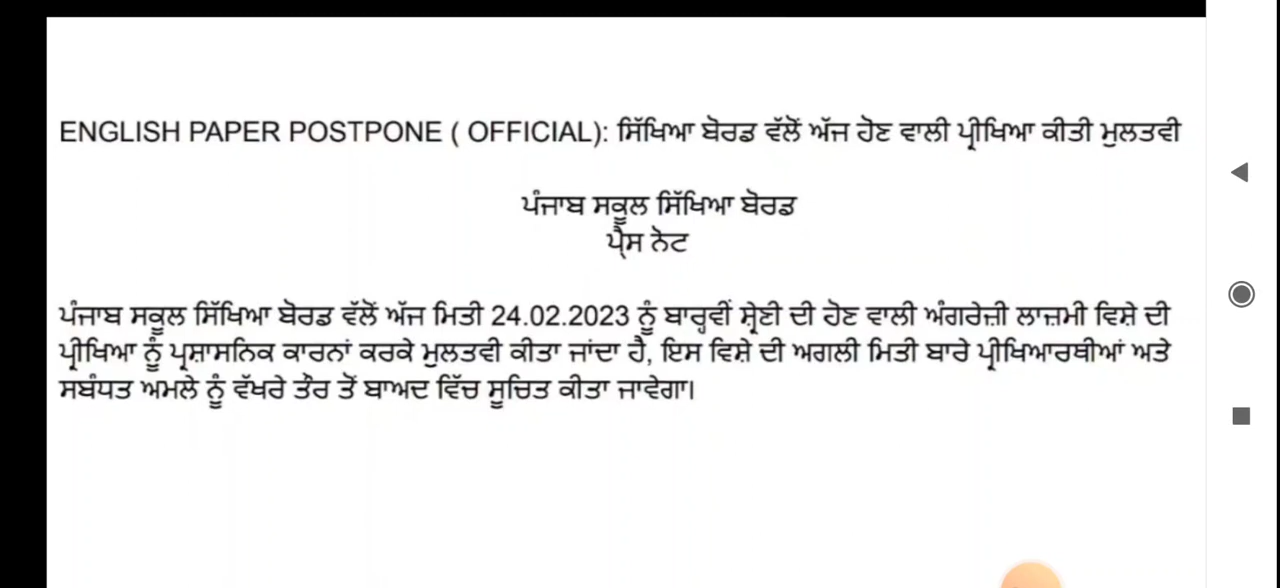 ENGLISH PAPER POSTPONE ( OFFICIAL): ਸਿੱਖਿਆ ਬੋਰਡ ਵੱਲੋਂ ਅੱਜ ਹੋਣ ਵਾਲੀ ਪ੍ਰੀਖਿਆ ਕੀਤੀ ਮੁਲਤਵੀ
ਪੰਜਾਬ ਸਕੂਲ ਸਿੱਖਿਆ ਬੋਰਡ
ਪ੍ਰੈਸ ਨੋਟ
ਪੰਜਾਬ ਸਕੂਲ ਸਿੱਖਿਆ ਬੋਰਡ ਵੱਲੋਂ ਅੱਜ ਮਿਤੀ 24.02.2023 ਨੂੰ ਬਾਰ੍ਹਵੀਂ ਸ਼੍ਰੇਣੀ ਦੀ ਹੋਣ ਵਾਲੀ ਅੰਗਰੇਜ਼ੀ ਲਾਜ਼ਮੀ ਵਿਸ਼ੇ ਦੀ
ਪ੍ਰੀਖਿਆ ਨੂੰ ਪ੍ਰਸ਼ਾਸਨਿਕ ਕਾਰਨਾਂ ਕਰਕੇ ਮੁਲਤਵੀ ਕੀਤਾ ਜਾਂਦਾ ਹੈ, ਇਸ ਵਿਸ਼ੇ ਦੀ ਅਗਲੀ ਮਿਤੀ ਬਾਰੇ ਪ੍ਰੀਖਿਆਰਥੀਆਂ ਅਤੇ
ਸਬੰਧਤ ਅਮਲੇ ਨੂੰ ਵੱਖਰੇ ਤੌਰ ਤੋਂ ਬਾਅਦ ਵਿੱਚ ਸੂਚਿਤ ਕੀਤਾ ਜਾਵੇਗਾ।